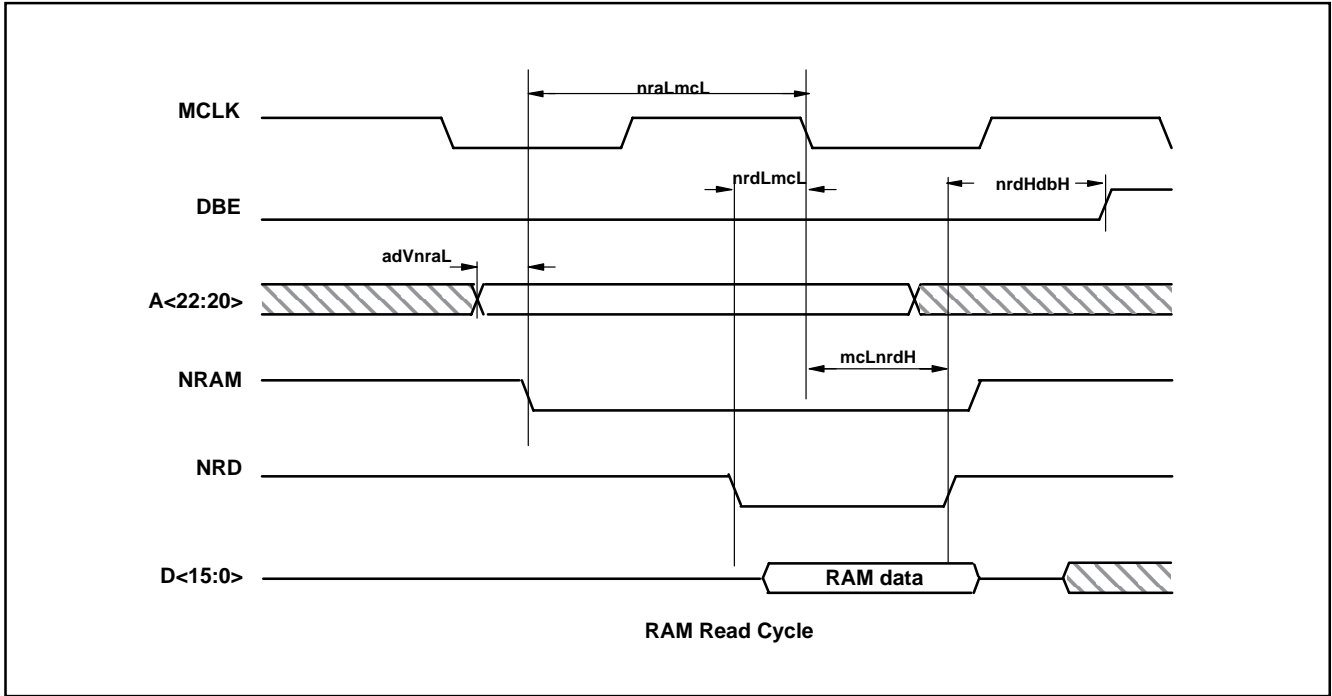 nraLmcL
MCLK
nrdLmcL
nrdHdbH
DBE
adVnraL
A<22:20>
mcLnrdH
NRAM
NRD
D<15:0>
RAM data
RAM Read Cycle